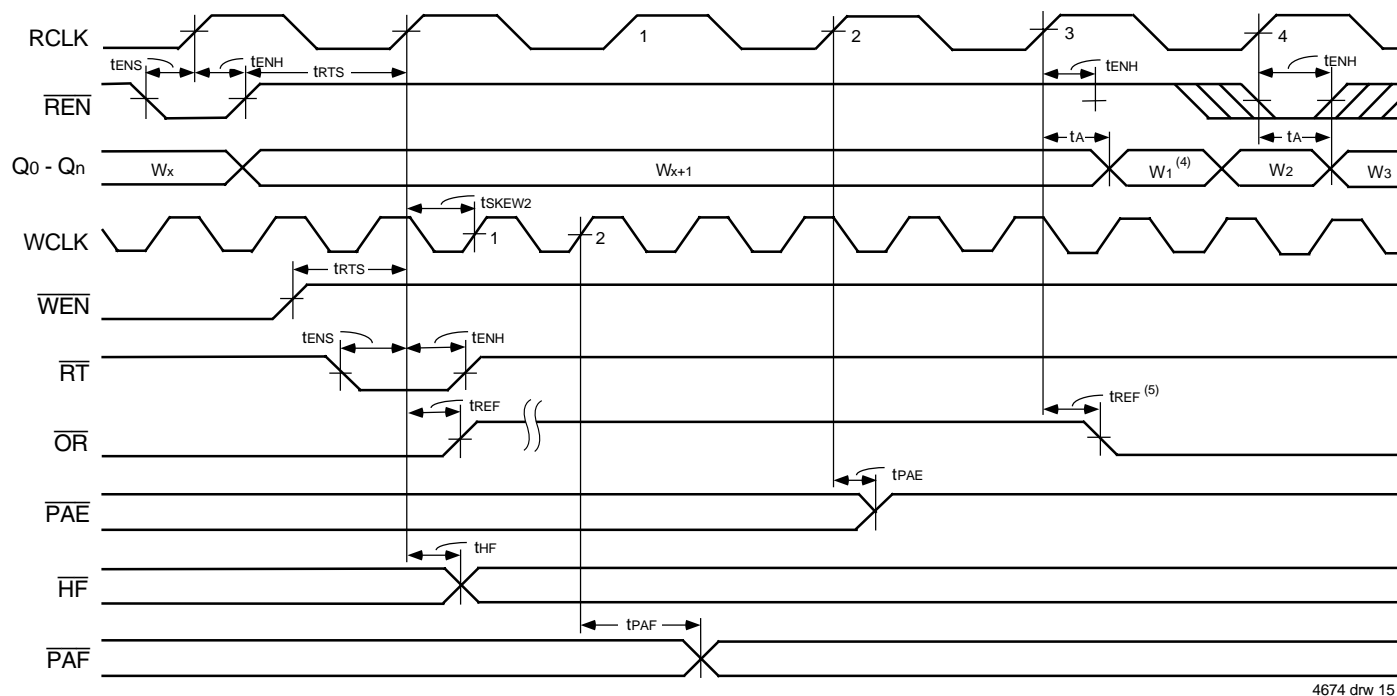 RCLK 1 2 3 4
tENS tENH tRTS tENH tENH
REN
tA tA
Q0 - Qn Wx Wx+1 W1 (4) W2 W3
tSKEW2
WCLK 1 2
tRTS
WEN
tENS tENH
RT
tREF tREF (5)
OR
tPAE
PAE
tHF
HF
tPAF
PAF
4674 drw 15